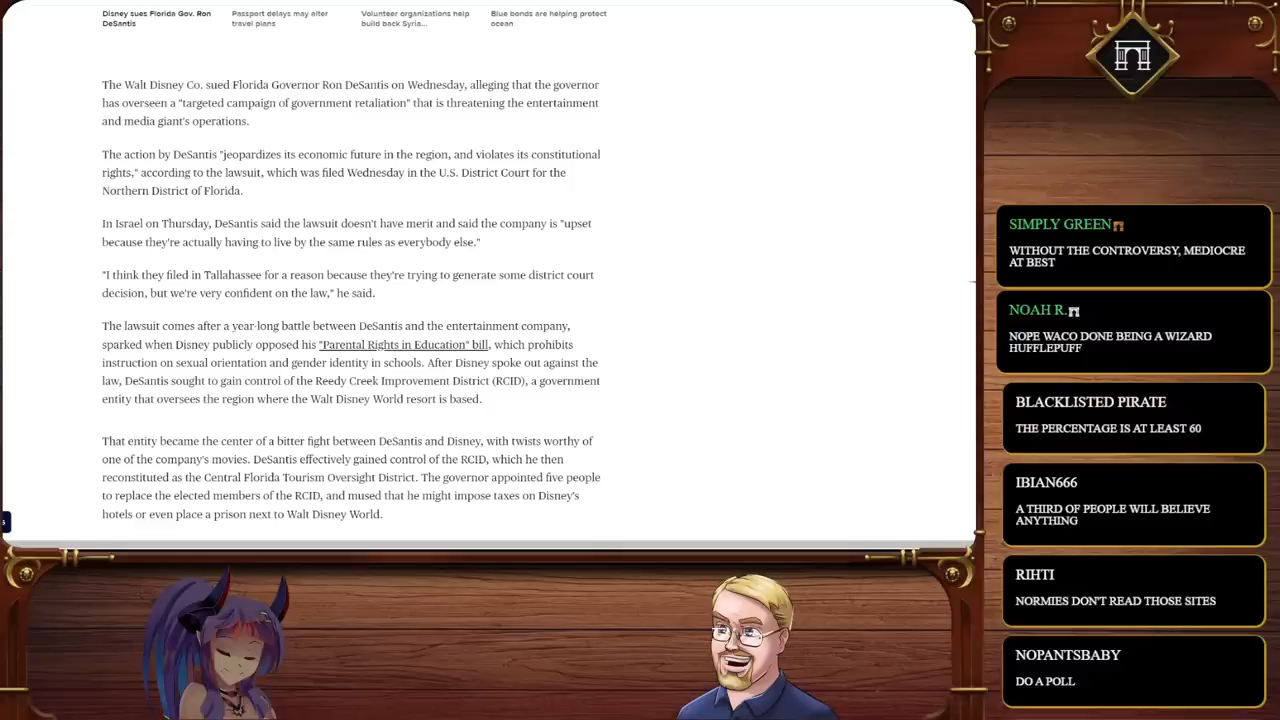 Disney sues Florida Gov. Ron
DeSantis
Passport delays may alter
travel plans
Volunteer organizations help
build back Syria...
Blue bonds are helping protect
ocean
The Walt Disney Co. sued Florida Governor Ron DeSantis on Wednesday, alleging that the governor
has overseen a "targeted campaign of government retaliation" that is threatening the entertainment
and media giant's operations.
The action by DeSantis "jeopardizes its economic future in the region, and violates its constitutional
rights," according to the lawsuit, which was filed Wednesday in the U.S. District Court for the
Northern District of Florida.
In Israel on Thursday, DeSantis said the lawsuit doesn't have merit and said the company is "upset
because they're actually having to live by the same rules as everybody else."
"I think they filed in Tallahassee for a reason because they're trying to generate some district court
decision, but we're very confident on the law," he said.
The lawsuit comes after a year-long battle between DeSantis and the entertainment company,
sparked when Disney publicly opposed his "Parental Rights in Education" bill, which prohibits
instruction on sexual orientation and gender identity in schools. After Disney spoke out against the
law, DeSantis sought to gain control of the Reedy Creek Improvement District (RCID), a government
entity that oversees the region where the Walt Disney World resort is based.
That entity became the center of a bitter fight between DeSantis and Disney, with twists worthy of
one of the company's movies. DeSantis effectively gained control of the RCID, which he then
reconstituted as the Central Florida Tourism Oversight District. The governor appointed five people
to replace the elected members of the RCID, and mused that he might impose taxes on Disney's
hotels or even place a prison next to Walt Disney World.
s
SIMPLY GREEN
WITHOUT THE CONTROVERSY, MEDIOCRE
AT BEST
NOAH R.
NOPE WACO DONE BEING A WIZARD
HUFFLEPUFF
BLACKLISTED PIRATE
THE PERCENTAGE IS AT LEAST 60
IBIAN666
A THIRD OF PEOPLE WILL BELIEVE
ANYTHING
RIHTI
NORMIES DON'T READ THOSE SITES
NOPANTSBABY
DO A POLL